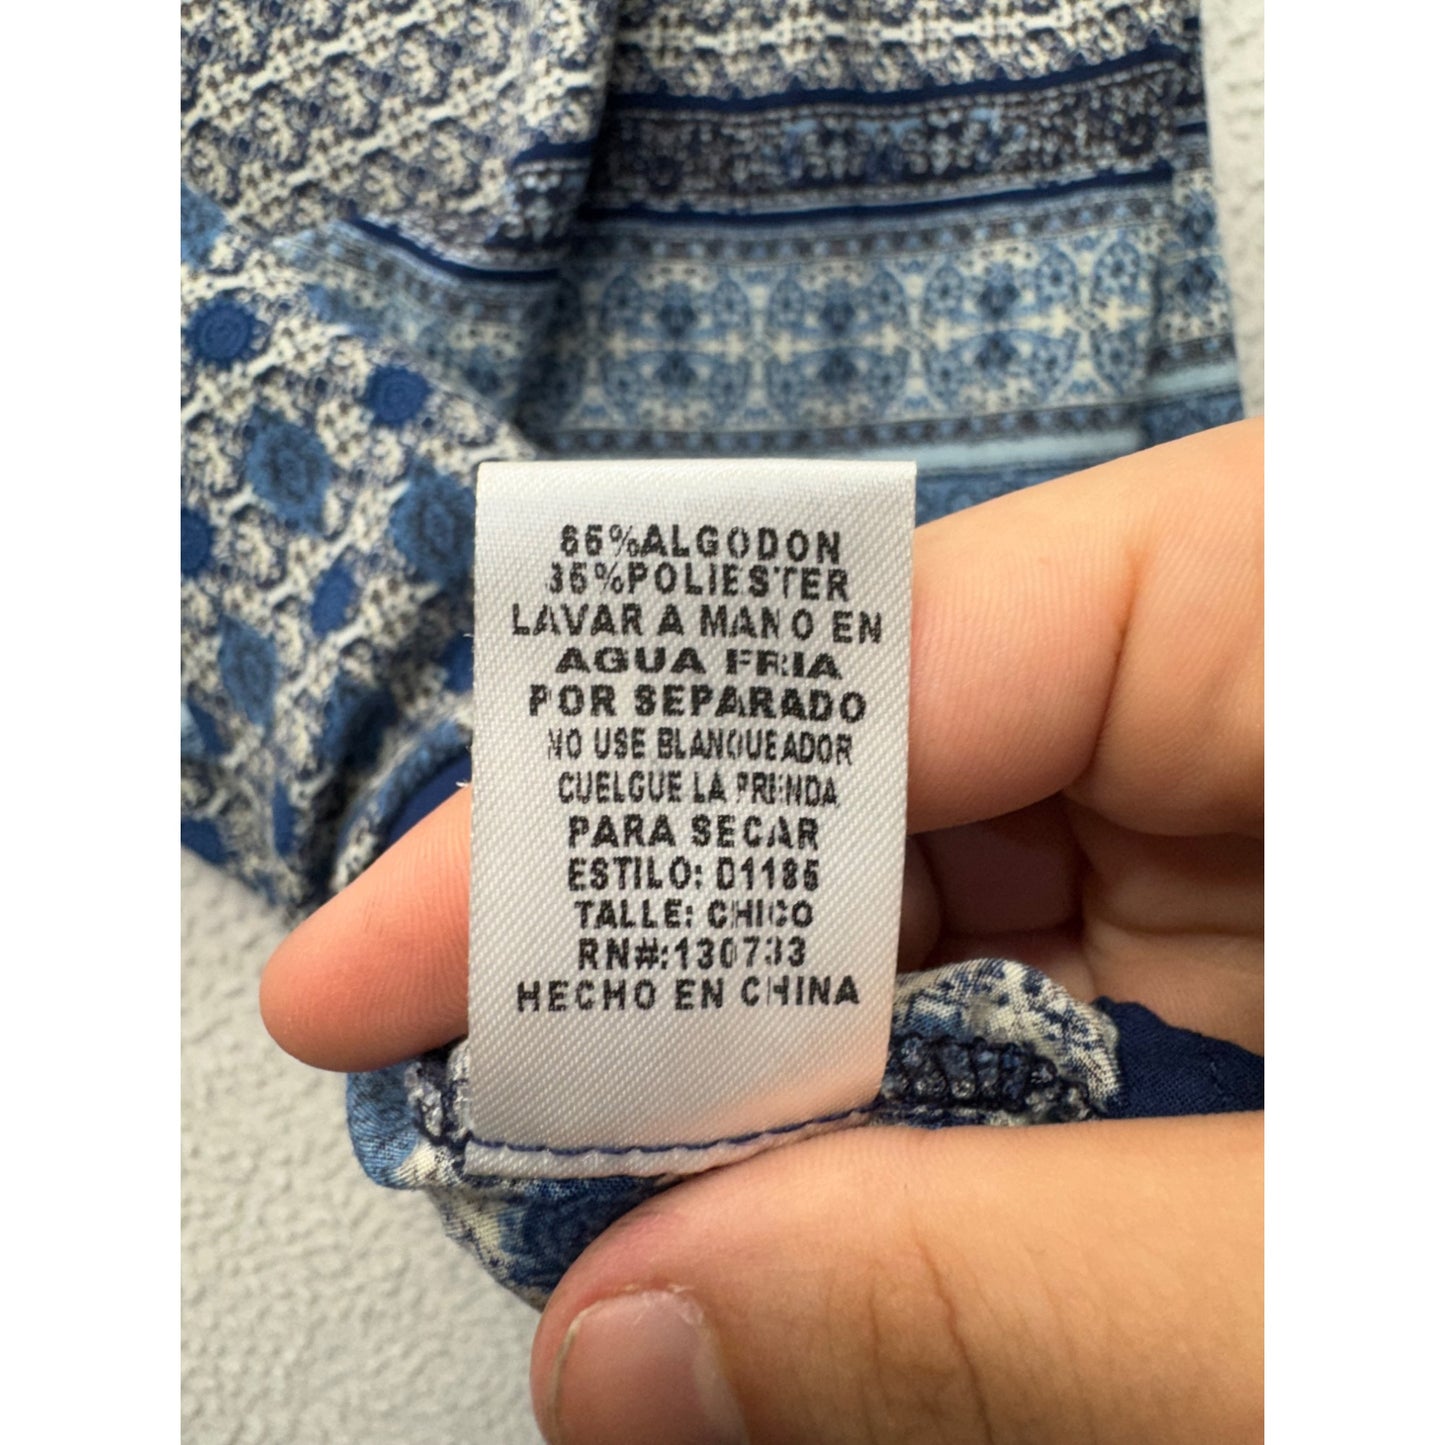 65%ALGODON
35%POLIESTER
LAVAR A MANO EN
AGUA FRIA
POR SEPARADO
NO USE BLANQUEADOR
CUELGUE LA PRENDA
PARA SECAR
ESTILO: D1185
TALLE: CHICO
RN#:130733
HECHO EN CHINA